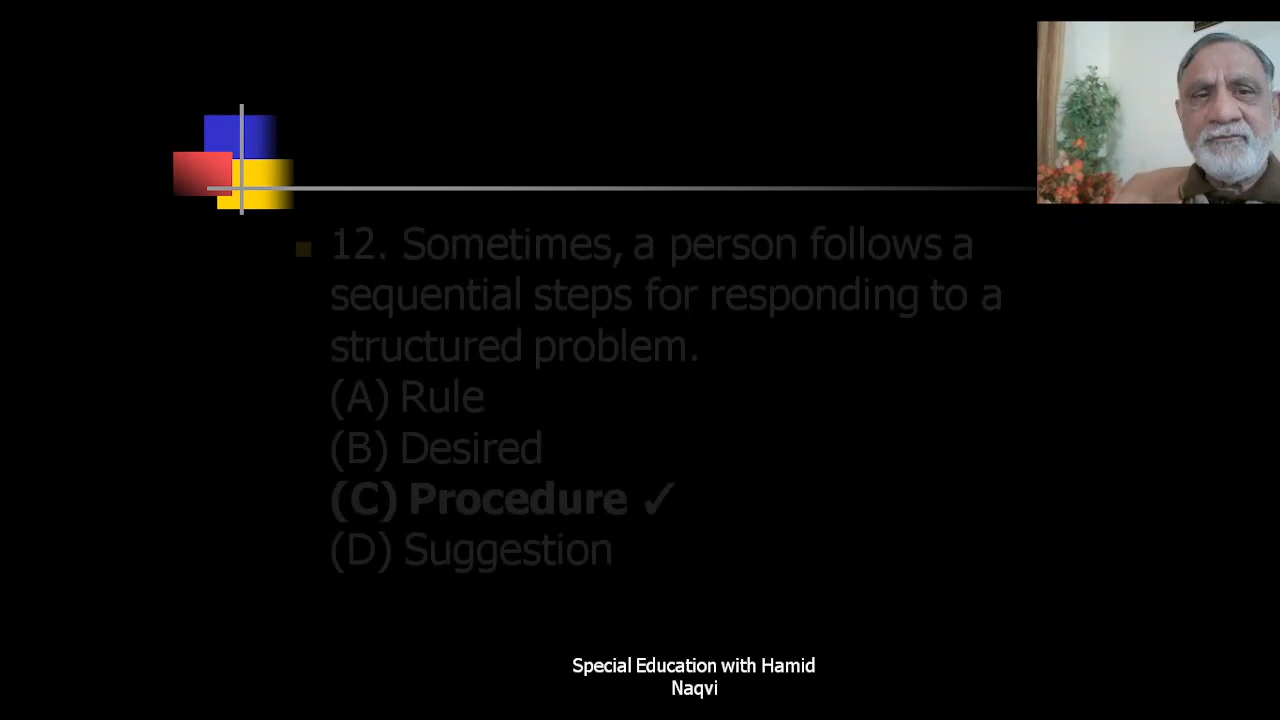 12. Sometimes, a person follows a
sequential steps for responding to a
structured problem.
(A) Rule
(B) Desired
(C) Procedure ✓
(D) Suggestion
Special Education with Hamid
Naqvi